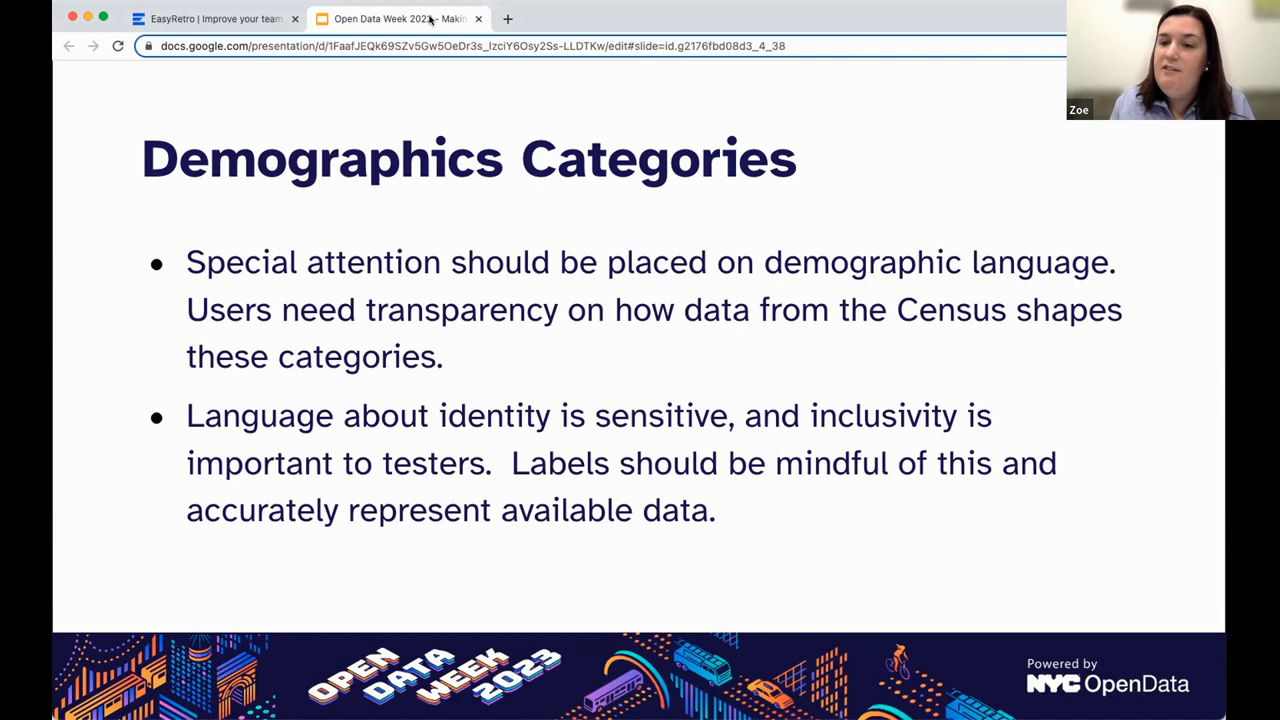 EasyRetro | Improve your team
Open Data Week 2023 - Makin
docs.google.com/presentation/d/1FaafJEQk69SZv5Gw5OeDr3s_IzciY6Osy2Ss-LLDTKw/edit#slide=id.g2176fbd08d3_4_38
Zoe
Demographics Categories
• Special attention should be placed on demographic language.
Users need transparency on how data from the Census shapes
these categories.
• Language about identity is sensitive, and inclusivity is
important to testers. Labels should be mindful of this and
accurately represent available data.
OPEN
DATA
WEEK
2023
Powered by
NYC OpenData